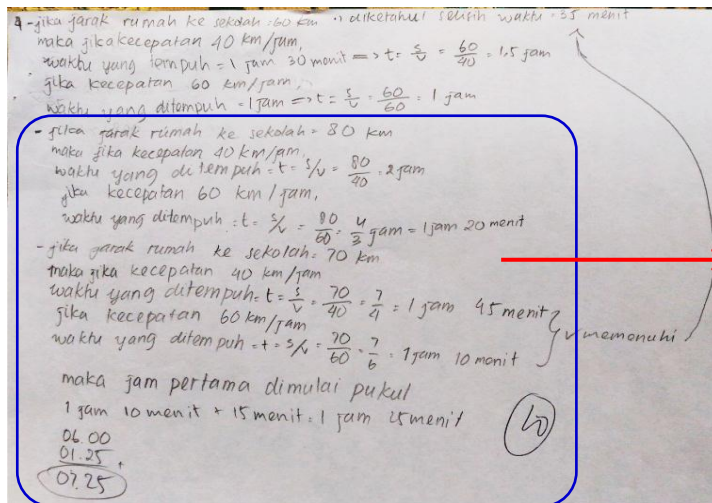 4 -jika jarak rumah ke sekolah = 60 km ∴ diketahui selisih waktu = 35 menit
maka jika kecepatan 40 km/jam,
waktu yang tempuh = 1 jam 30 menit => t = s/v = 60/40 = 1,5 jam
jika kecepatan 60 km/jam,
waktu yang ditempuh = 1 jam => t = s/v = 60/60 = 1 jam
- jika jarak rumah ke sekolah = 80 km
maka jika kecepatan 40 km/jam,
waktu yang di tempuh = t = s/v = 80/40 = 2 jam
jika kecepatan 60 km/jam,
waktu yang ditempuh = t = s/v = 80/60 = 4/3 jam = 1 jam 20 menit
- jika jarak rumah ke sekolah = 70 km
maka jika kecepatan 40 km/jam
waktu yang ditempuh = t = s/v = 70/40 = 7/4 = 1 jam 45 menit
jika kecepatan 60 km/jam
waktu yang ditempuh = t = s/v = 70/60 = 7/6 = 1 jam 10 menit
memenuhi
maka jam pertama dimulai pukul
1 jam 10 menit + 15 menit = 1 jam 25 menit
06.00
01.25 +
07.25